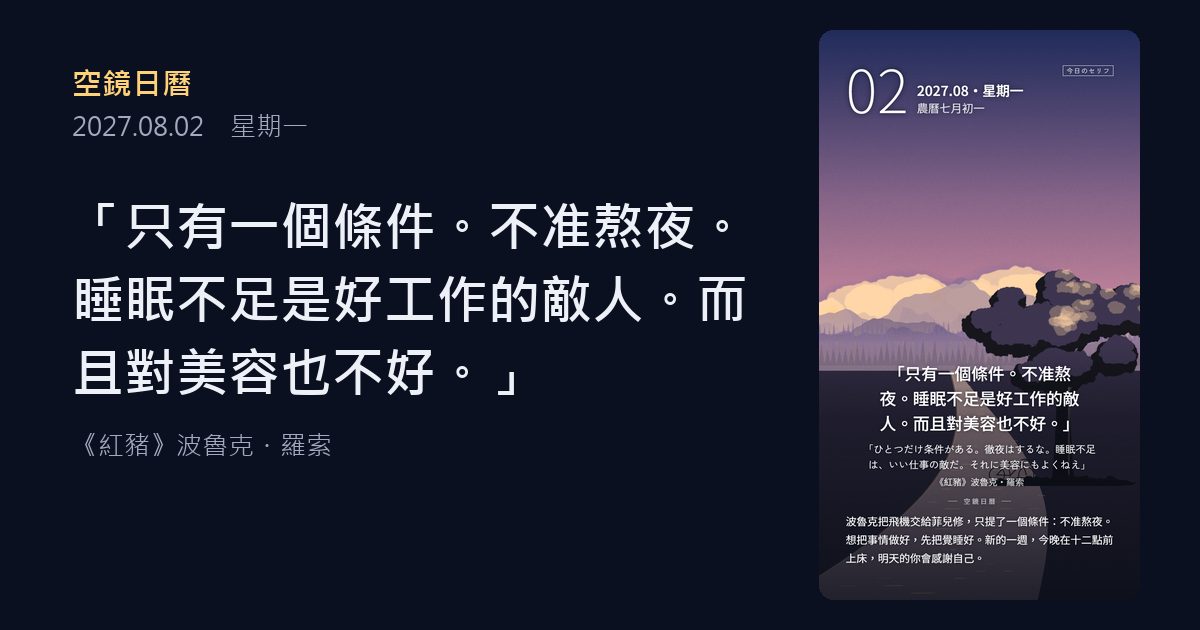 空鏡日曆
2027.08.02 星期一
「只有一個條件。不准熬夜。
睡眠不足是好工作的敵人。而
且對美容也不好。」
《紅豬》波魯克・羅索
02
2027.08・星期一
農曆七月初一
今日のセリフ
「只有一個條件。不准熬
夜。睡眠不足是好工作的敵
人。而且對美容也不好。」
「ひとつだけ条件がある。徹夜はするな。睡眠不足
は、いい仕事の敵だ。それに美容にもよくねえ」
《紅豬》波魯克・羅索
— 空鏡日曆 —
波魯克把飛機交給菲兒修，只提了一個條件：不准熬夜。
想把事情做好，先把覺睡好。新的一週，今晚在十二點前
上床，明天的你會感謝自己。